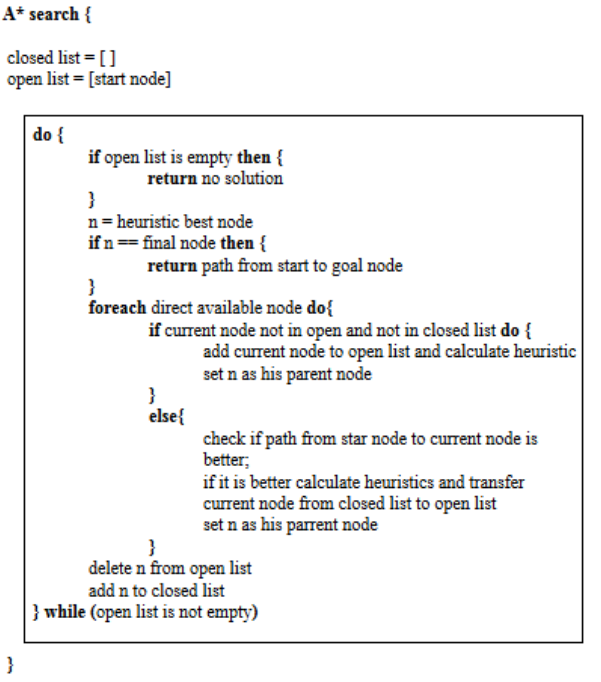 A* search {
closed list = [ ]
open list = [start node]
do {
if open list is empty then {
return no solution
}
n = heuristic best node
if n == final node then {
return path from start to goal node
}
foreach direct available node do{
if current node not in open and not in closed list do {
add current node to open list and calculate heuristic
set n as his parent node
}
else{
check if path from star node to current node is
better;
if it is better calculate heuristics and transfer
current node from closed list to open list
set n as his parrent node
}
delete n from open list
add n to closed list
} while (open list is not empty)
}